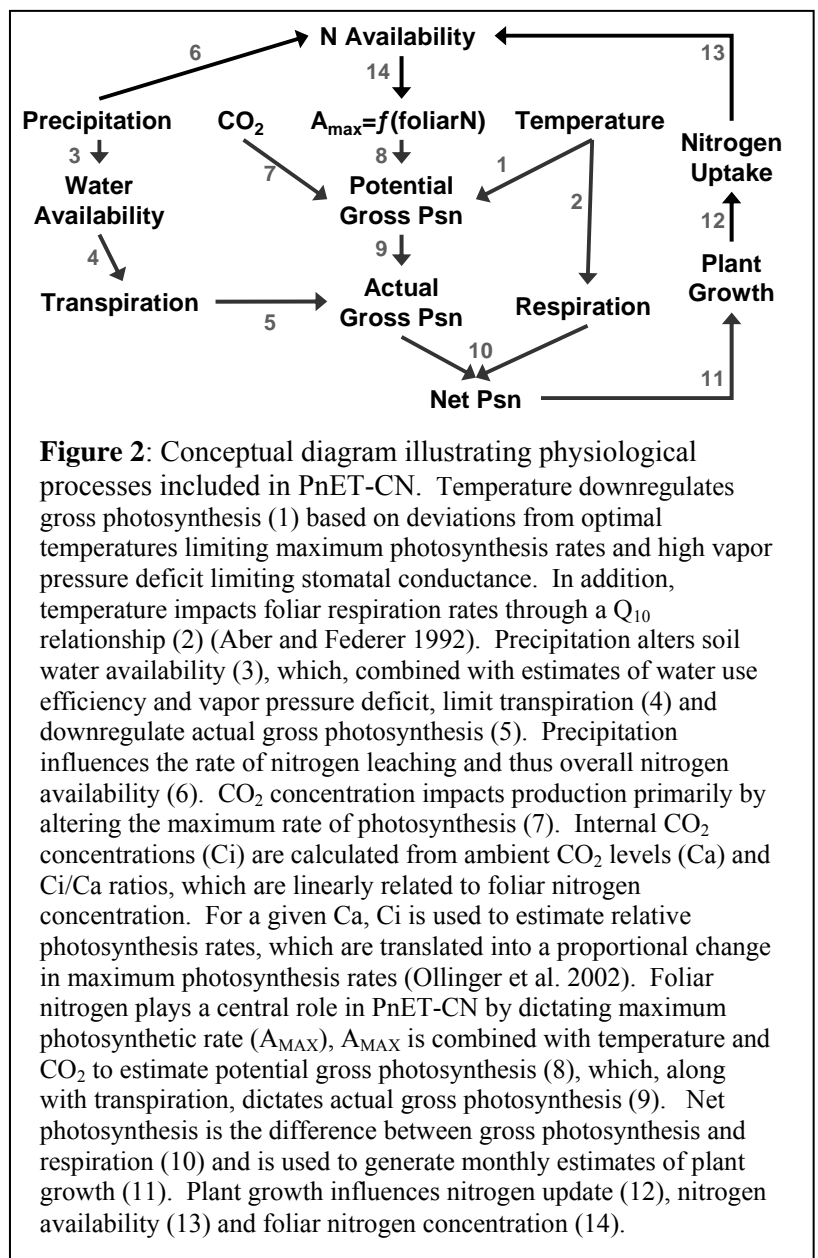 6
N Availability
13
14
Precipitation CO₂ Aₘₐₓ=ƒ(foliarN) Temperature
3 8 1 Nitrogen
7 Uptake
Water Potential
Availability Gross Psn
2
4 9 12
Plant
Growth
Transpiration Actual
Gross Psn Respiration
5
10
11
Net Psn
Figure 2: Conceptual diagram illustrating physiological
processes included in PnET-CN. Temperature downregulates
gross photosynthesis (1) based on deviations from optimal
temperatures limiting maximum photosynthesis rates and high vapor
pressure deficit limiting stomatal conductance. In addition,
temperature impacts foliar respiration rates through a Q₁₀
relationship (2) (Aber and Federer 1992). Precipitation alters soil
water availability (3), which, combined with estimates of water use
efficiency and vapor pressure deficit, limit transpiration (4) and
downregulate actual gross photosynthesis (5). Precipitation
influences the rate of nitrogen leaching and thus overall nitrogen
availability (6). CO₂ concentration impacts production primarily by
altering the maximum rate of photosynthesis (7). Internal CO₂
concentrations (Ci) are calculated from ambient CO₂ levels (Ca) and
Ci/Ca ratios, which are linearly related to foliar nitrogen
concentration. For a given Ca, Ci is used to estimate relative
photosynthesis rates, which are translated into a proportional change
in maximum photosynthesis rates (Ollinger et al. 2002). Foliar
nitrogen plays a central role in PnET-CN by dictating maximum
photosynthetic rate (A_MAX), A_MAX is combined with temperature and
CO₂ to estimate potential gross photosynthesis (8), which, along
with transpiration, dictates actual gross photosynthesis (9). Net
photosynthesis is the difference between gross photosynthesis and
respiration (10) and is used to generate monthly estimates of plant
growth (11). Plant growth influences nitrogen update (12), nitrogen
availability (13) and foliar nitrogen concentration (14).